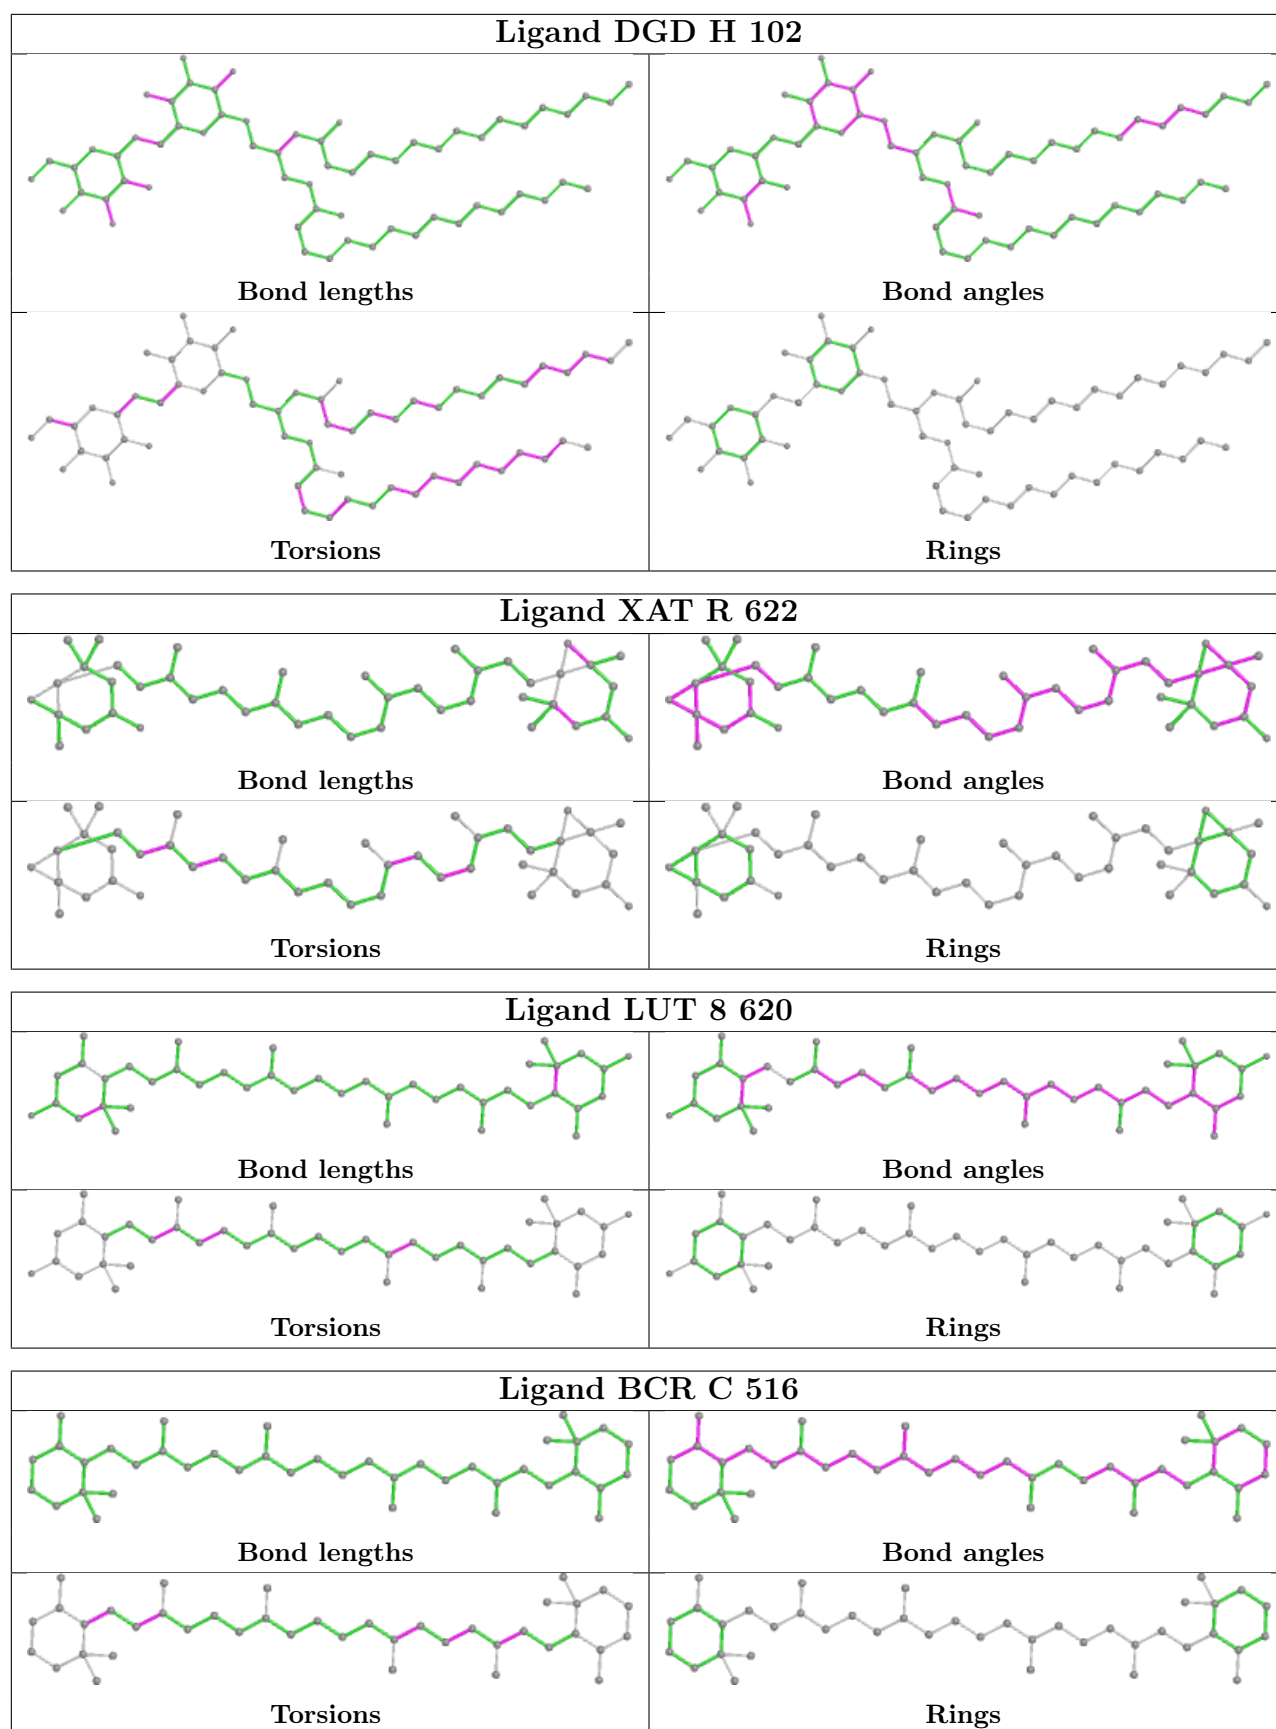 Ligand DGD H 102
Bond lengths
Bond angles
Torsions
Rings
Ligand XAT R 622
Bond lengths
Bond angles
Torsions
Rings
Ligand LUT 8 620
Bond lengths
Bond angles
Torsions
Rings
Ligand BCR C 516
Bond lengths
Bond angles
Torsions
Rings